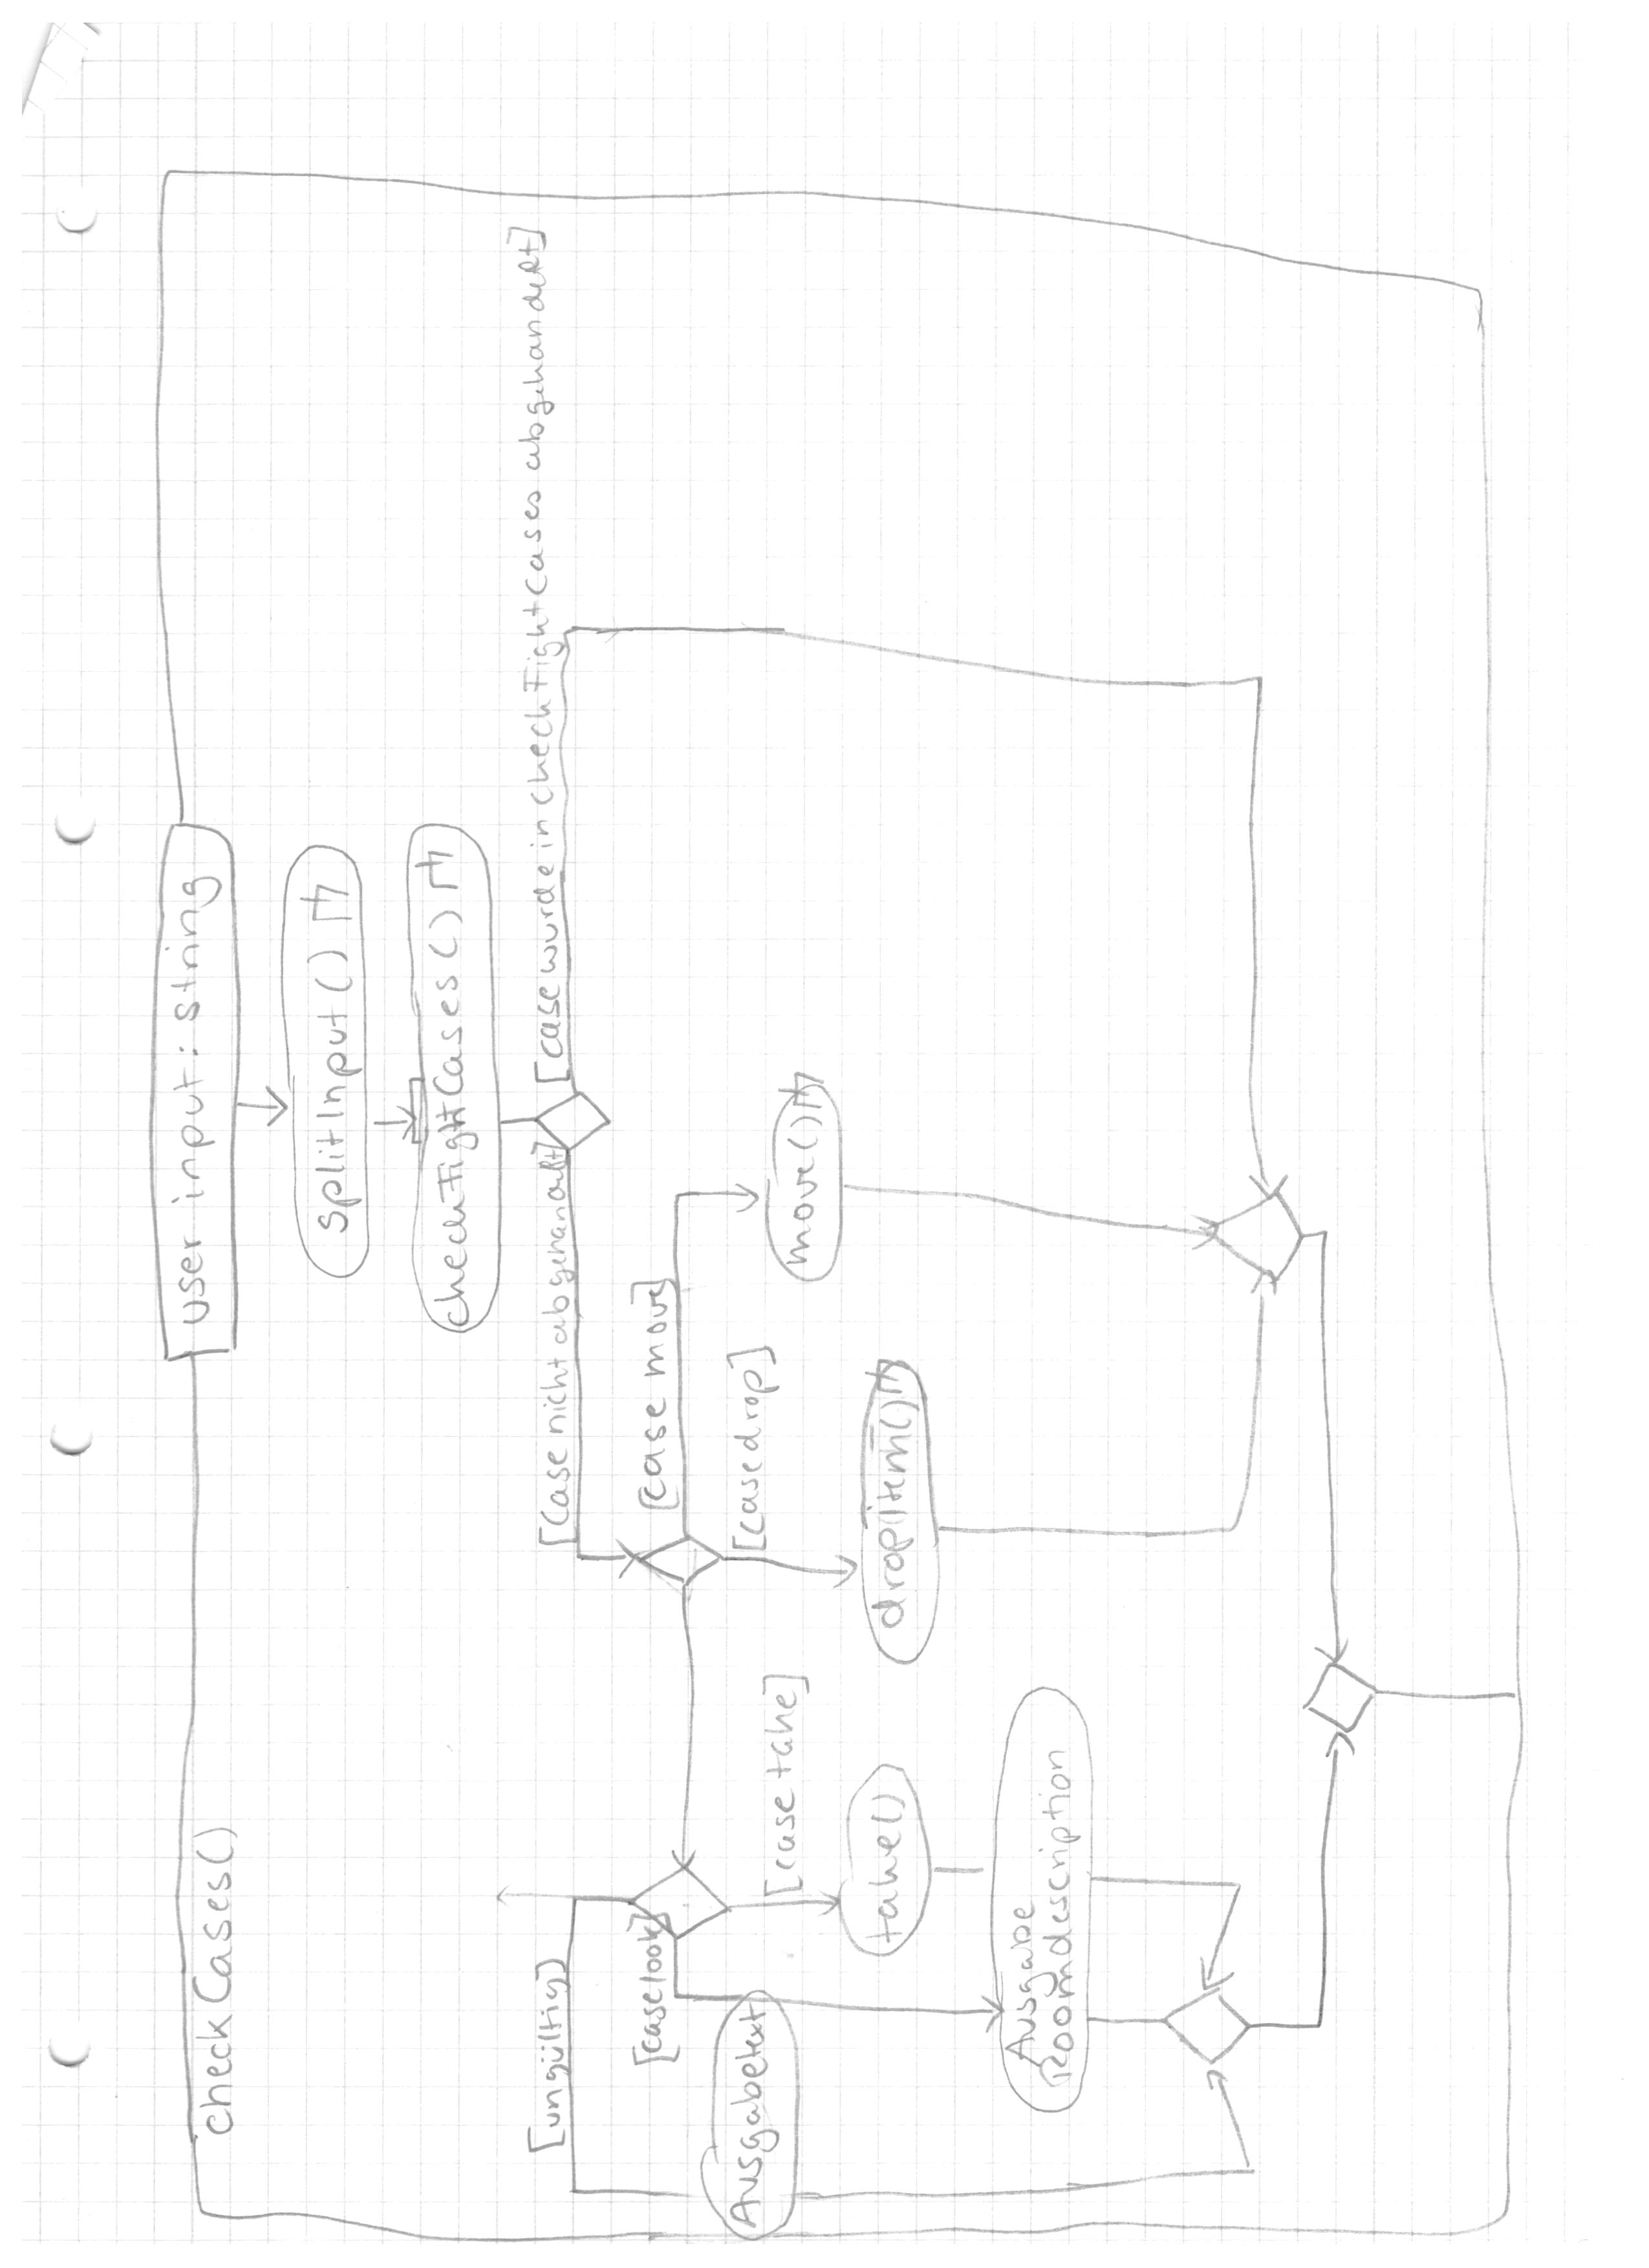 user input: string
checkCases()
splitInput()
checkFightCases()
[ungültig]
[Case nicht abgehandelt]
[case wurde in checkFightCases abgehandelt]
[case look]
[case move]
Ausgabetext
[case drop]
[case take]
move()
take()
dropItem()
Ausgabe
Roomdescription